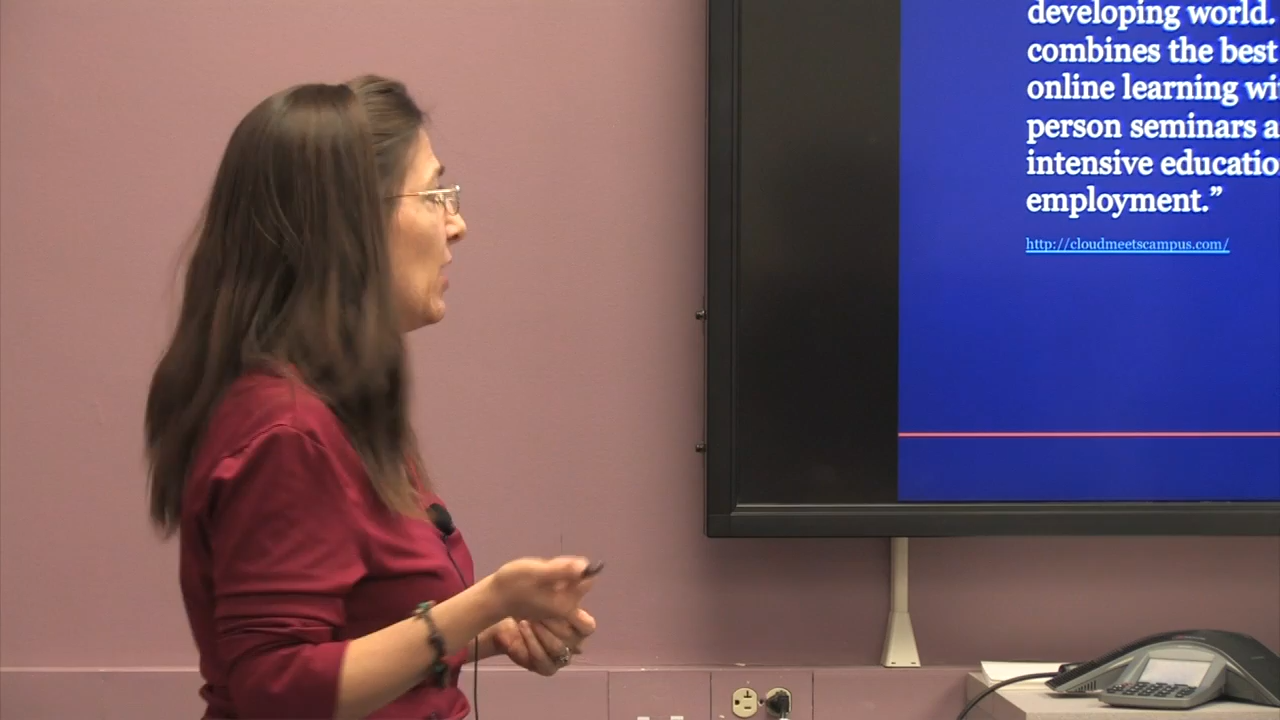 developing world.
combines the best
online learning wi
person seminars a
intensive educatio
employment.”
http://cloudmeetscampus.com/